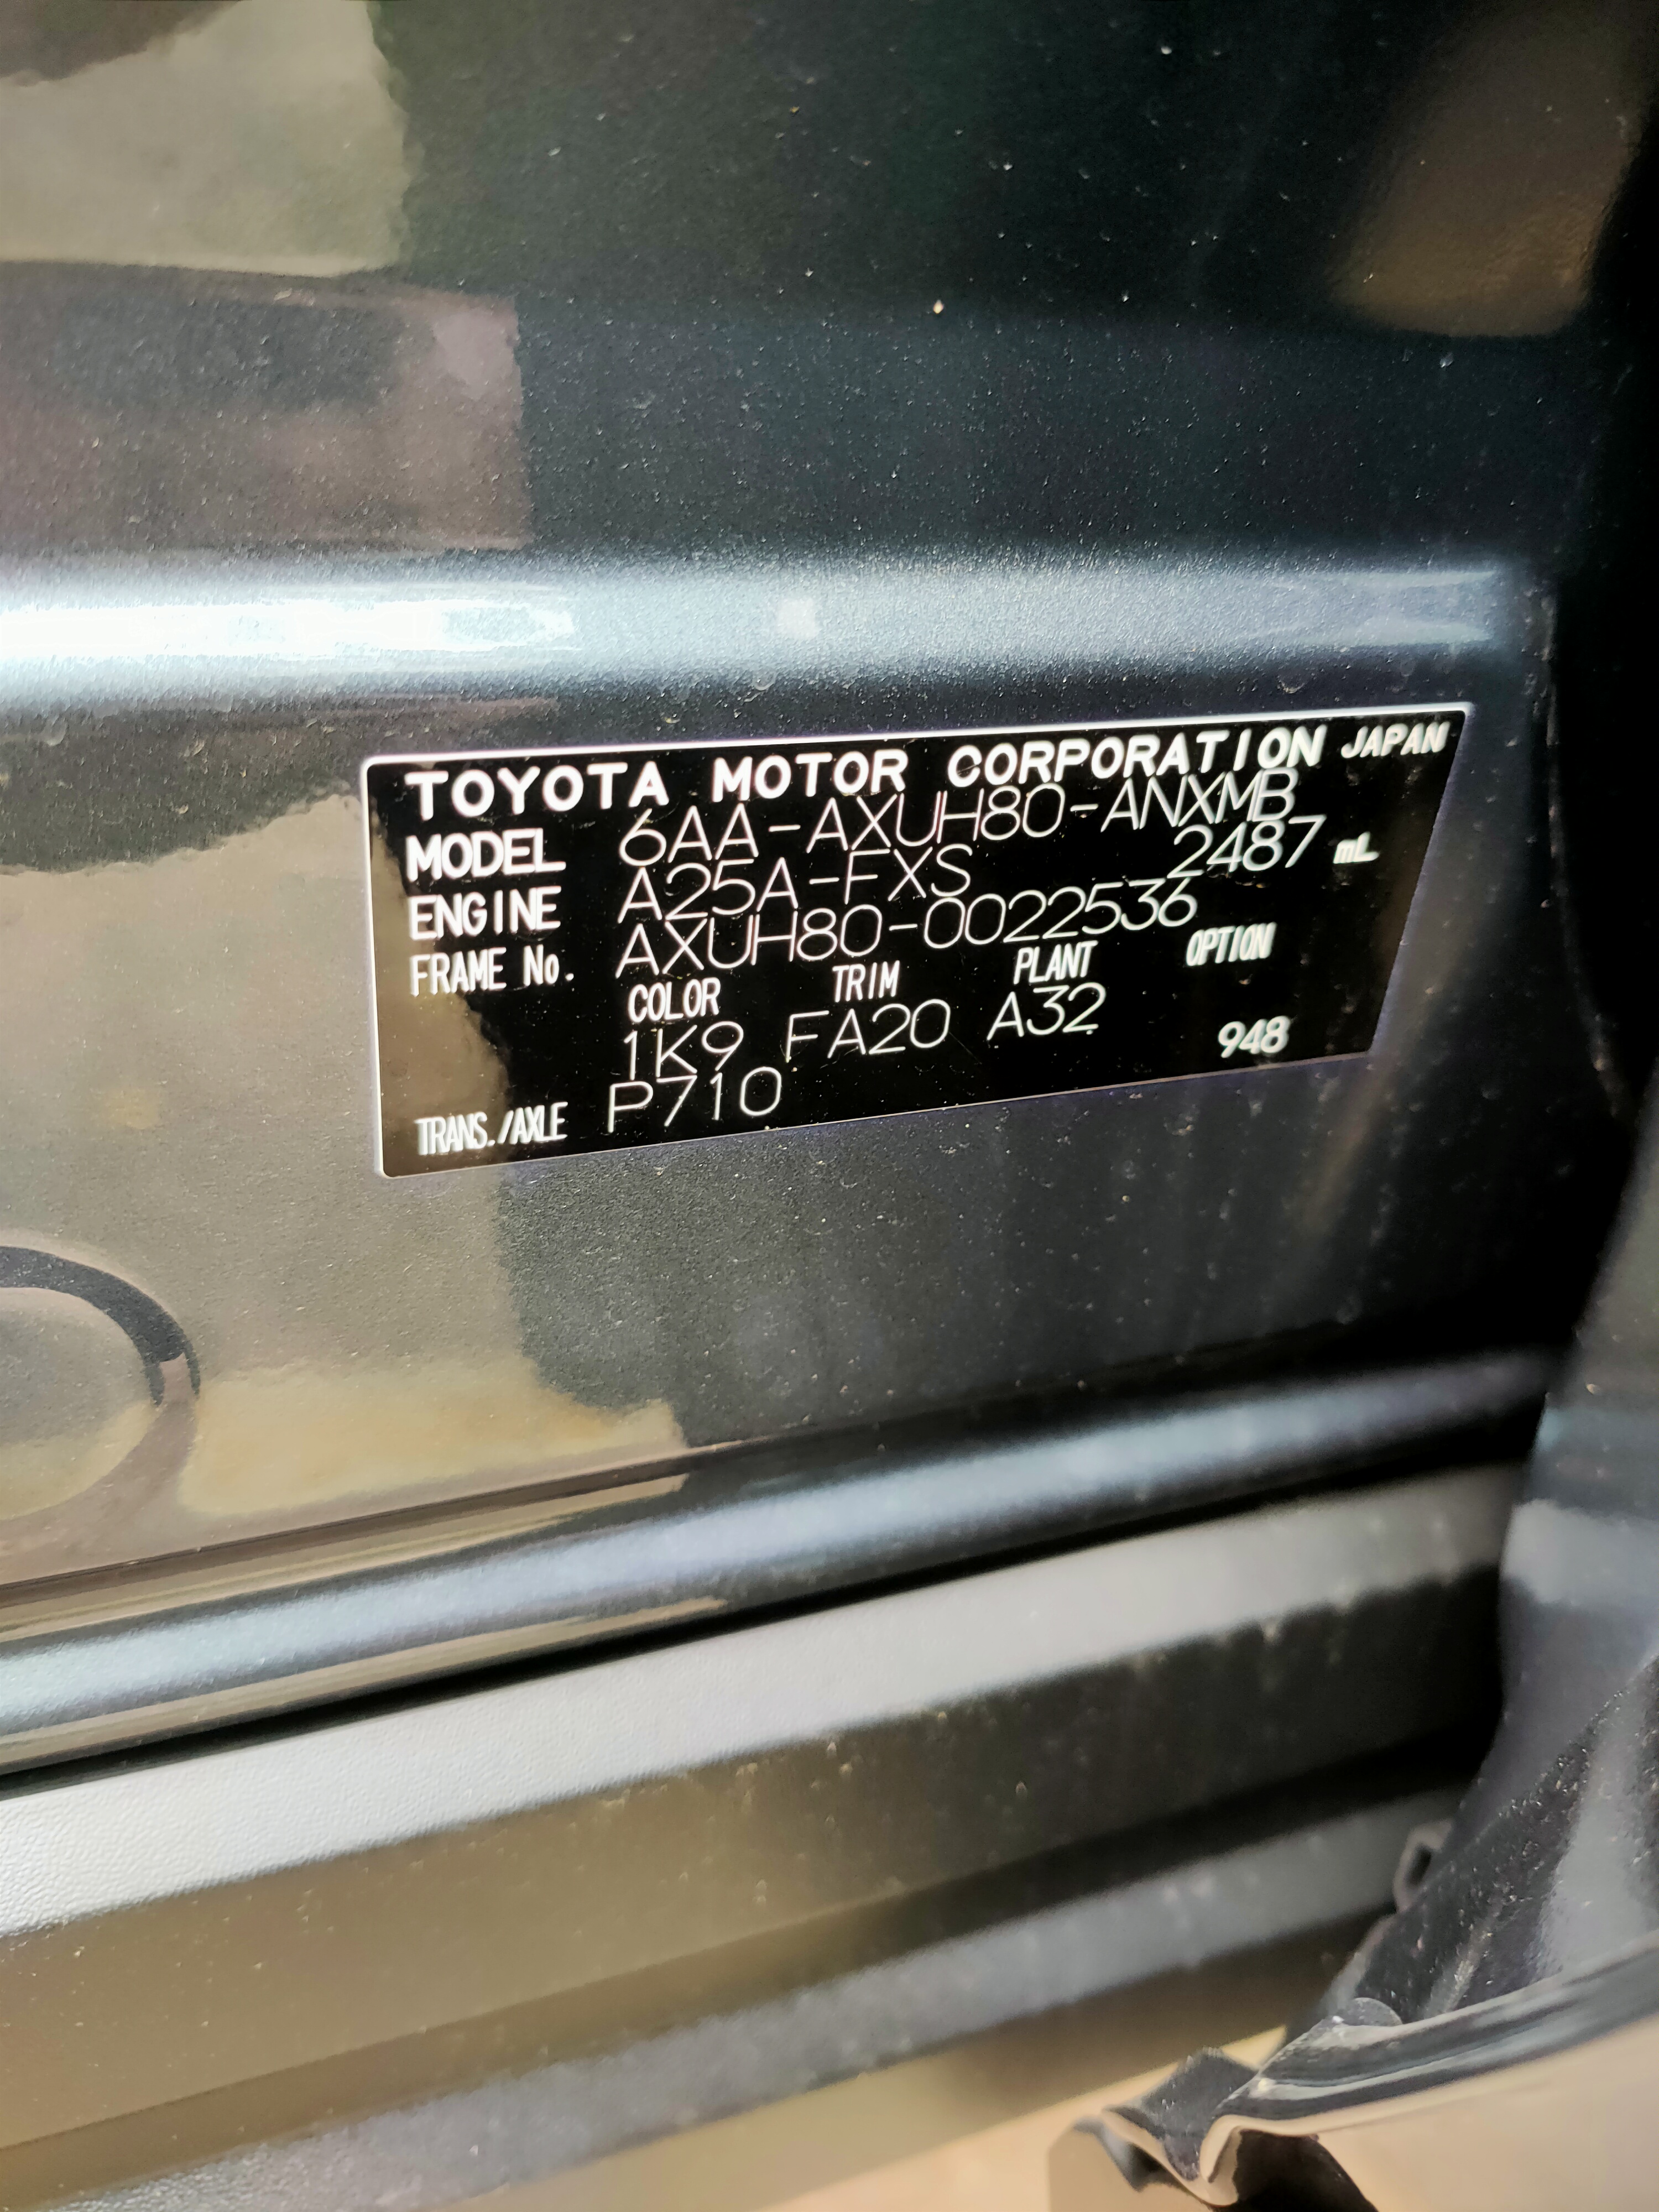 TOYOTA MOTOR CORPORATION JAPAN
MODEL 6AA-AXUH80-ANXMB
ENGINE A25A-FXS 2487 mL
FRAME No. AXUH80-0022536
COLOR TRIM PLANT OPTION
1K9 FA20 A32 948
TRANS./AXLE P710